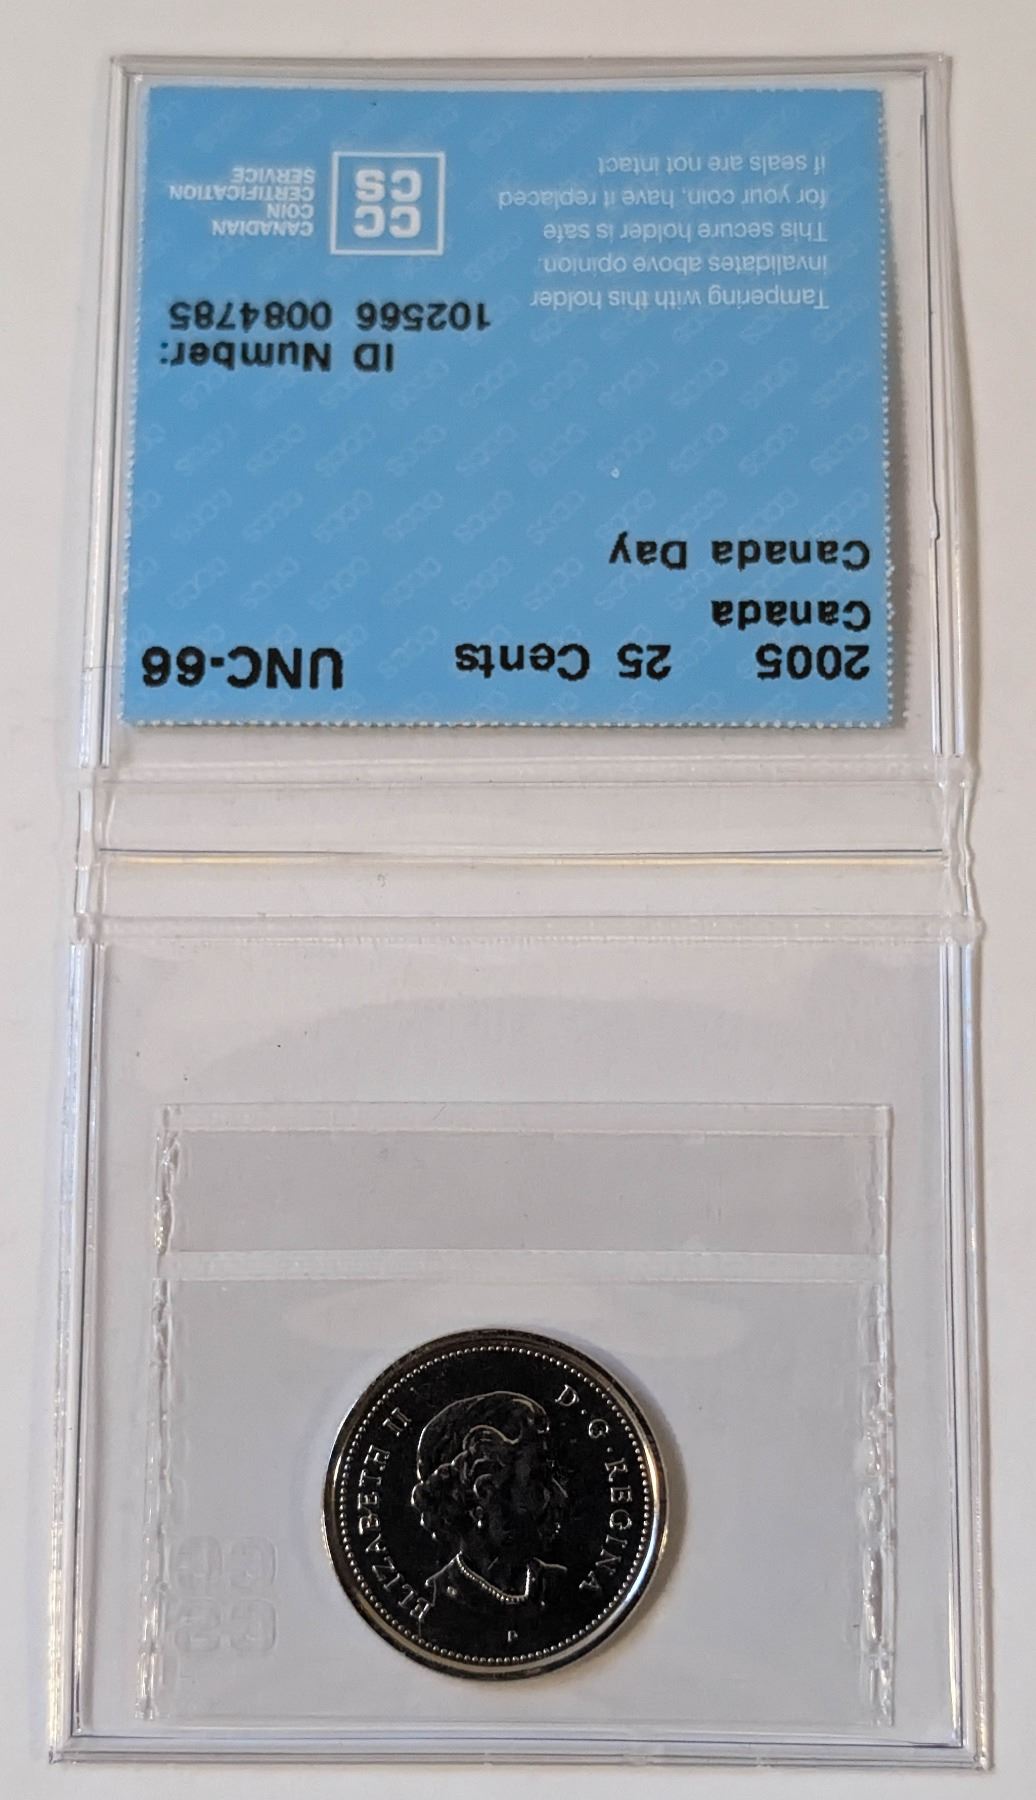 2005 25 Cents UNC-66
Canada
Canada Day
ID Number:
102566 0084785
Tampering with this holder
invalidates above opinion.
This secure holder is safe
for your coin, have it replaced
if seals are not intact
CC
CS
CANADIAN
COIN
CERTIFICATION
SERVICE
ELIZABETH II D·G·REGINA
P
CC
CS